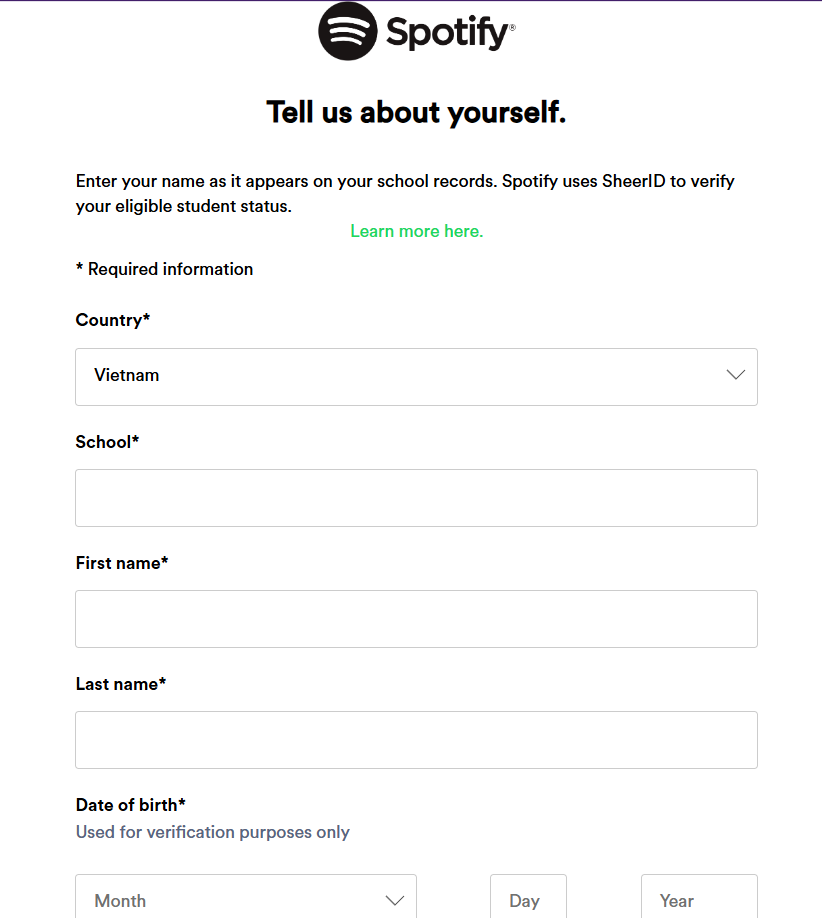 Spotify®
Tell us about yourself.
Enter your name as it appears on your school records. Spotify uses SheerID to verify
your eligible student status.
Learn more here.
* Required information
Country*
Vietnam
School*
First name*
Last name*
Date of birth*
Used for verification purposes only
Month Day Year